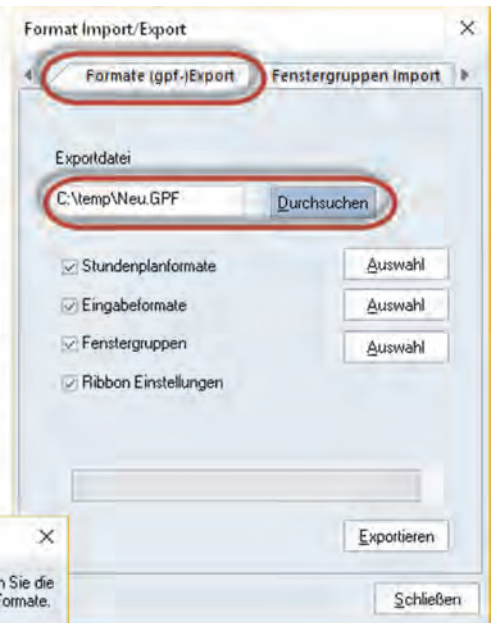 Format Import/Export
Formate (gpf-)Export Fenstergruppen Import
Exportdatei
C:\temp\Neu.GPF Durchsuchen
Stundenplanformate Auswahl
Eingabeformate Auswahl
Fenstergruppen Auswahl
Ribbon Einstellungen
Exportieren
Sie die
Formate.
Schließen